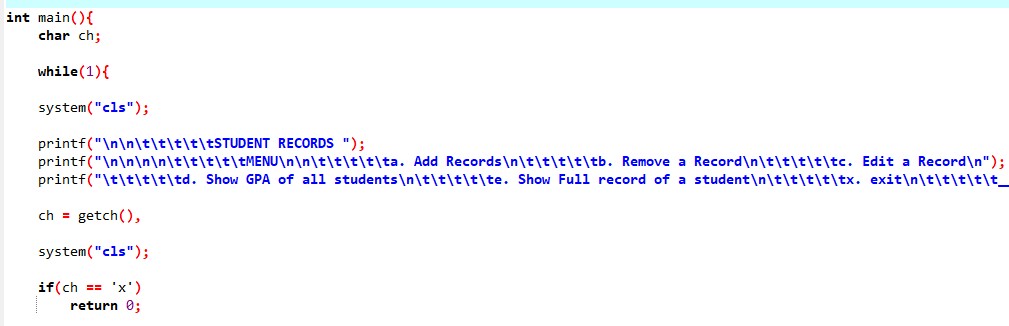 int main(){
char ch;
while(1){
system("cls");
printf("\n\n\t\t\t\t\tSTUDENT RECORDS ");
printf("\n\n\n\n\t\t\t\t\tMENU\n\n\t\t\t\t\ta. Add Records\n\t\t\t\t\tb. Remove a Record\n\t\t\t\t\tc. Edit a Record\n");
printf("\t\t\t\t\td. Show GPA of all students\n\t\t\t\t\te. Show Full record of a student\n\t\t\t\t\tx. exit\n\t\t\t\t\t_
ch = getch(),
system("cls");
if(ch == 'x')
return 0;